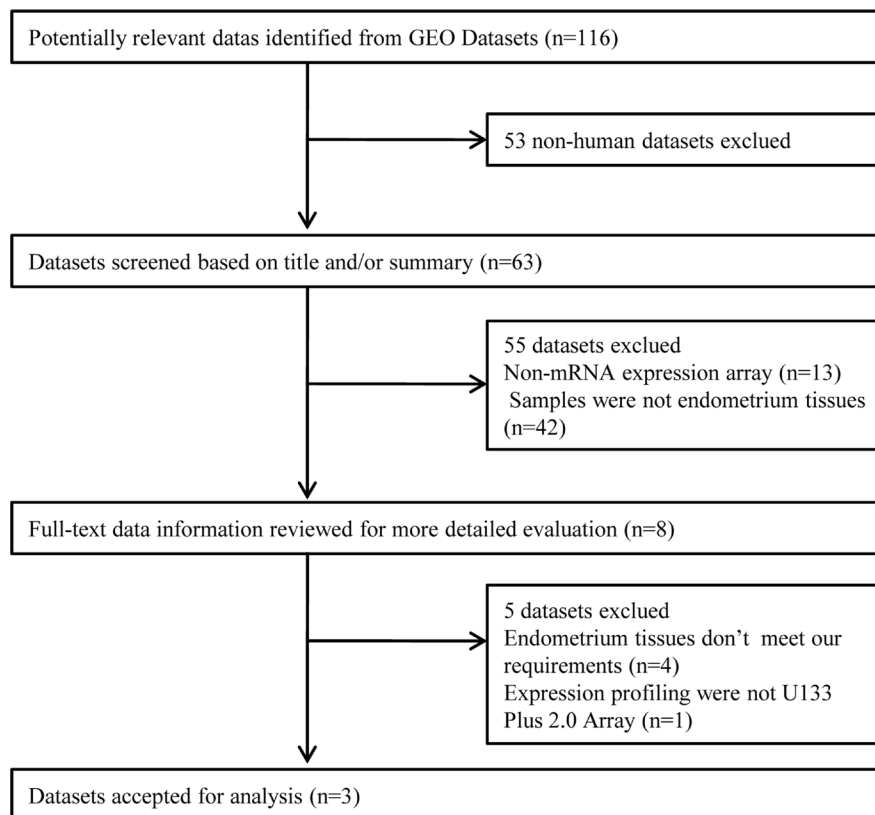 Potentially relevant datas identified from GEO Datasets (n=116)
53 non-human datasets exclued
Datasets screened based on title and/or summary (n=63)
55 datasets exclued
Non-mRNA expression array (n=13)
Samples were not endometrium tissues
(n=42)
Full-text data information reviewed for more detailed evaluation (n=8)
5 datasets exclued
Endometrium tissues don’t meet our
requirements (n=4)
Expression profiling were not U133
Plus 2.0 Array (n=1)
Datasets accepted for analysis (n=3)